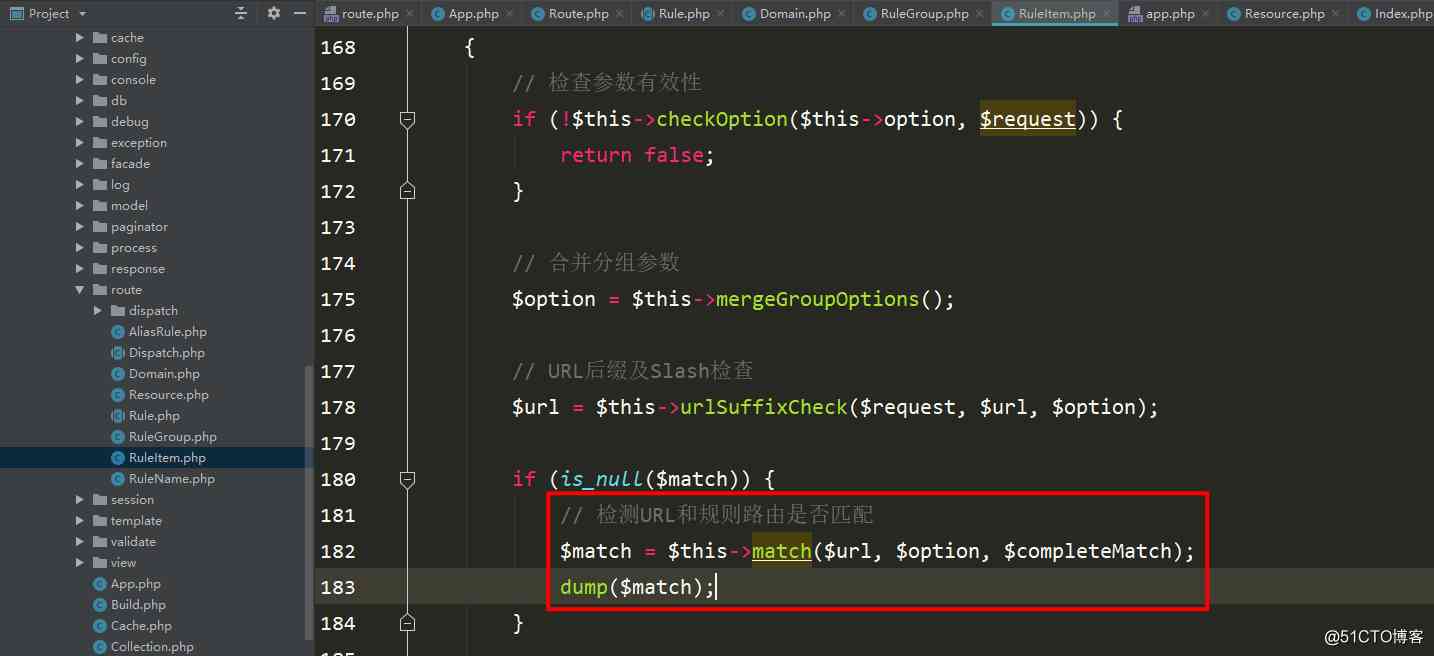 Project
route.php App.php Route.php Rule.php Domain.php RuleGroup.php RuleItem.php app.php Resource.php Index.php
cache
config
console
db
debug
exception
facade
log
model
paginator
process
response
route
dispatch
AliasRule.php
Dispatch.php
Domain.php
Resource.php
Rule.php
RuleGroup.php
RuleItem.php
RuleName.php
session
template
validate
view
App.php
Build.php
Cache.php
Collection.php
168 {
169 // 检查参数有效性
170 if (!$this->checkOption($this->option, $request)) {
171 return false;
172 }
173
174 // 合并分组参数
175 $option = $this->mergeGroupOptions();
176
177 // URL后缀及Slash检查
178 $url = $this->urlSuffixCheck($request, $url, $option);
179
180 if (is_null($match)) {
181 // 检测URL和规则路由是否匹配
182 $match = $this->match($url, $option, $completeMatch);
183 dump($match);
184 }
@51CTO博客